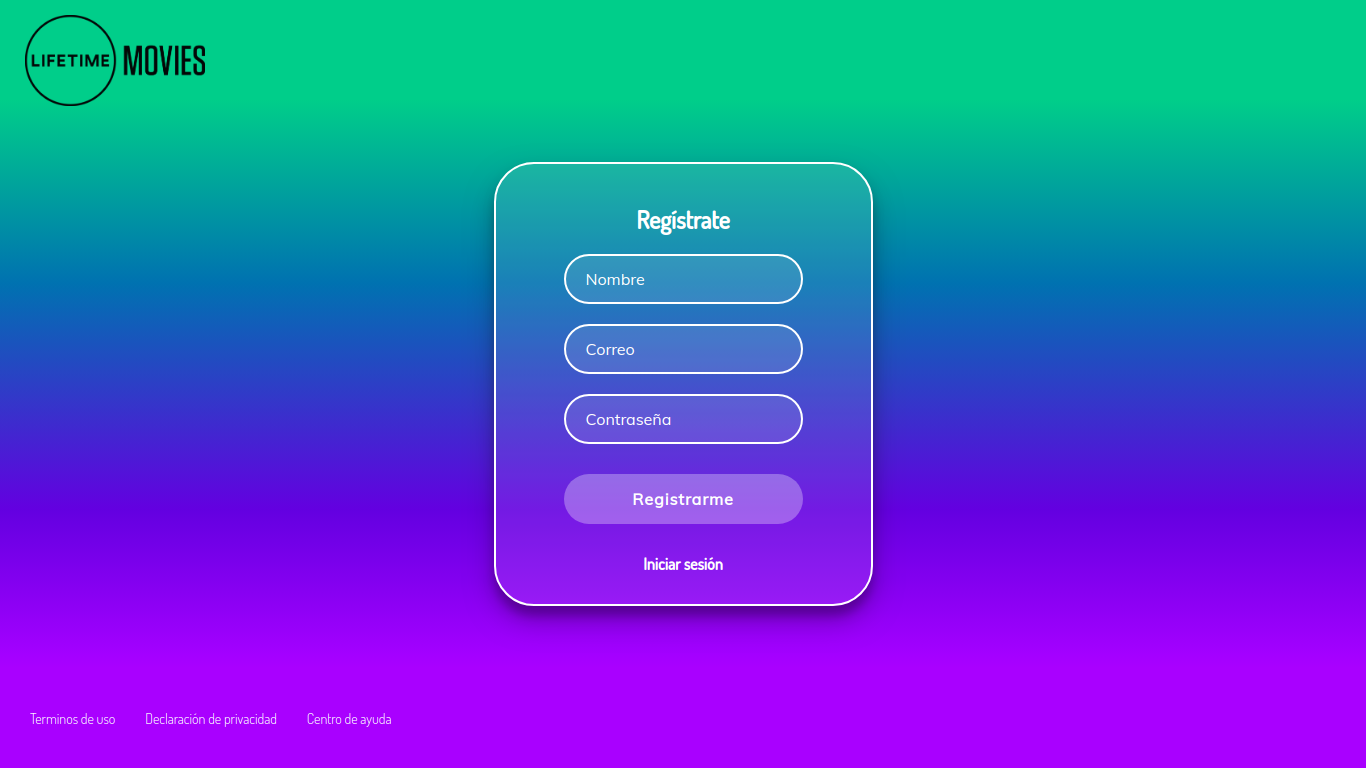 LIFETIME MOVIES
Regístrate
Nombre
Correo
Contraseña
Registrarme
Iniciar sesión
Terminos de uso Declaración de privacidad Centro de ayuda